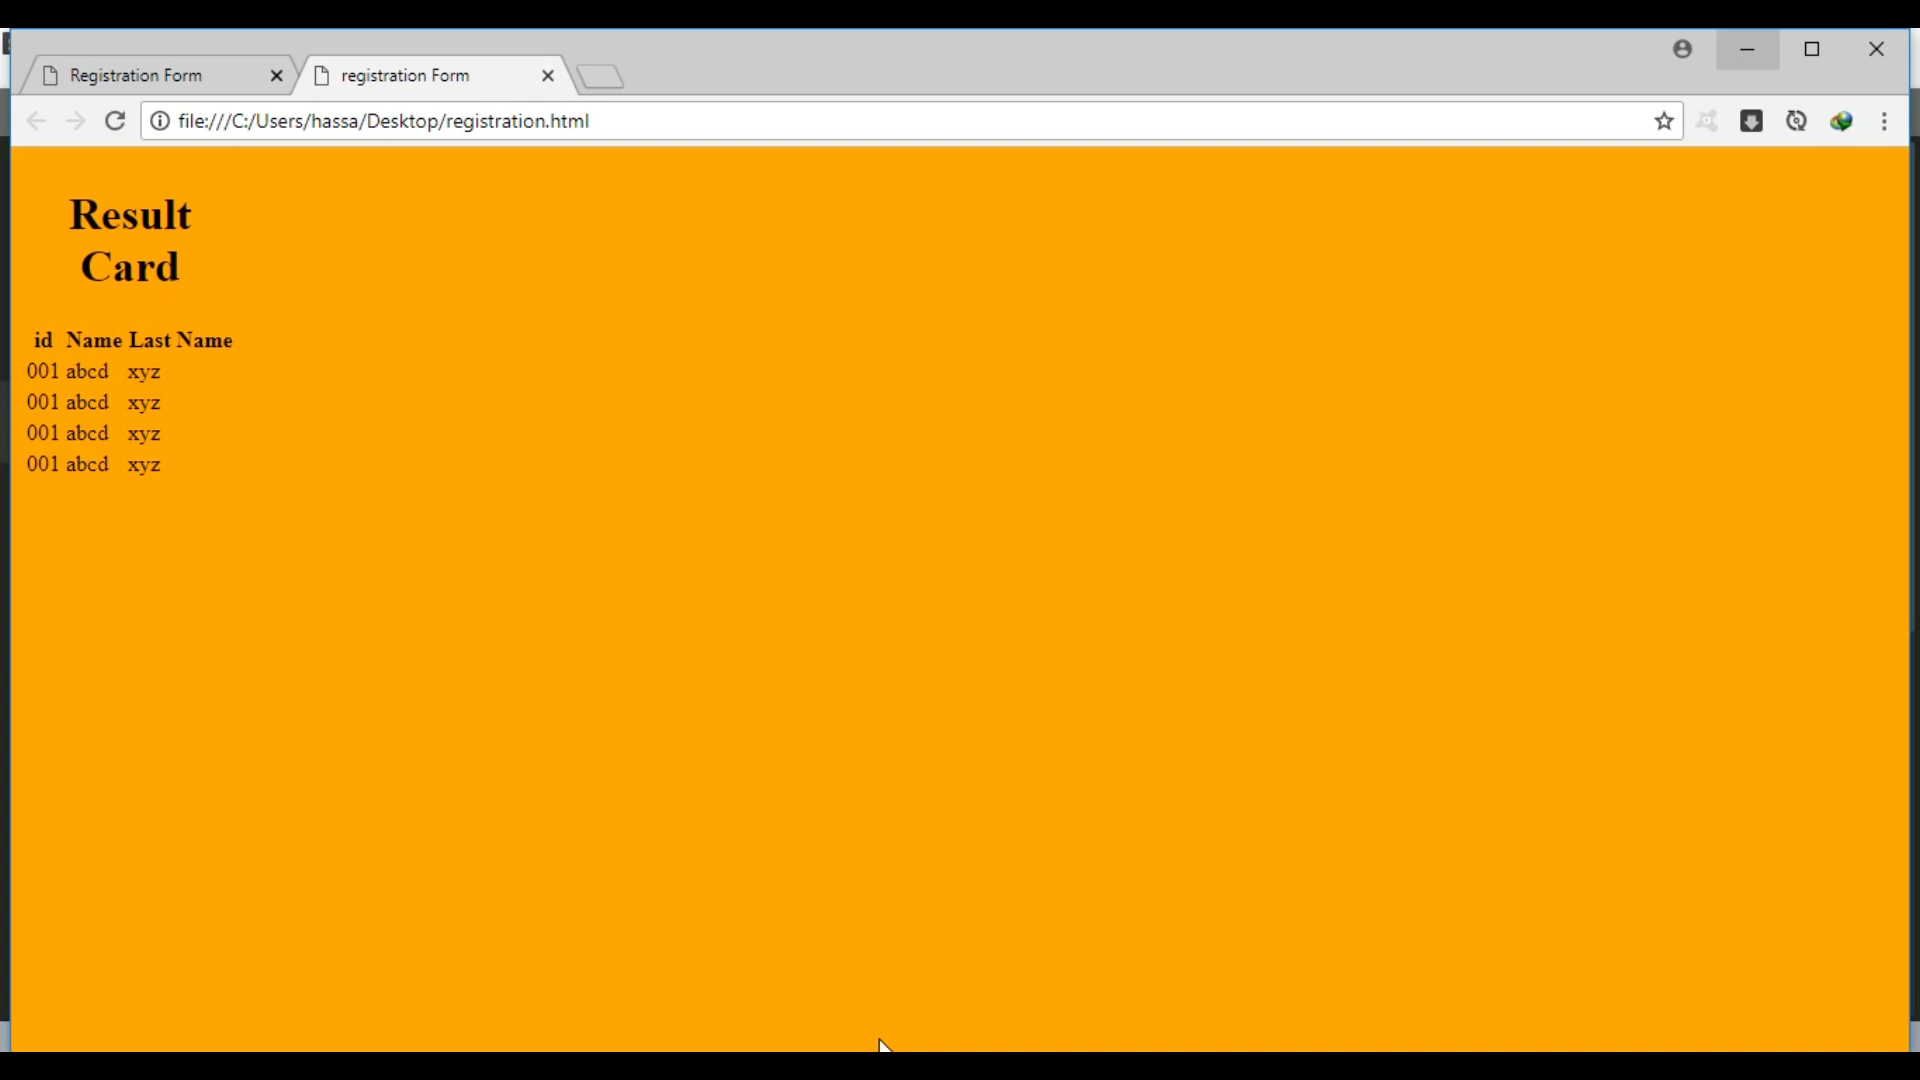 Registration Form
registration Form
file:///C:/Users/hassa/Desktop/registration.html
Result
Card
id Name Last Name
001 abcd xyz
001 abcd xyz
001 abcd xyz
001 abcd xyz